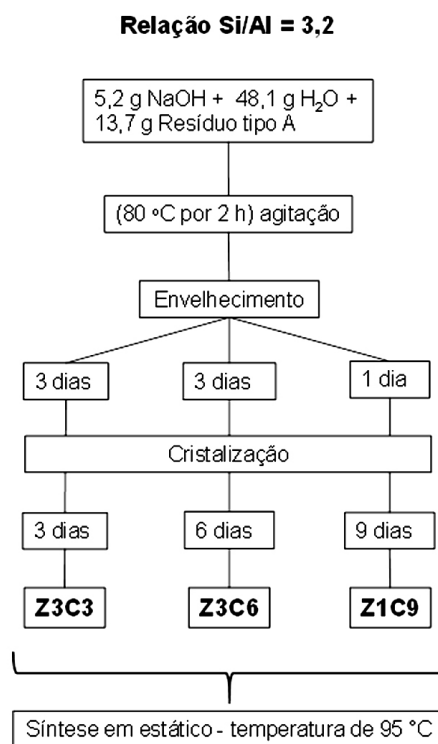 Relação Si/Al = 3,2
5,2 g NaOH + 48,1 g H₂O +
13,7 g Resíduo tipo A
(80 ºC por 2 h) agitação
Envelhecimento
3 dias 3 dias 1 dia
Cristalização
3 dias 6 dias 9 dias
Z3C3 Z3C6 Z1C9
Síntese em estático - temperatura de 95 °C